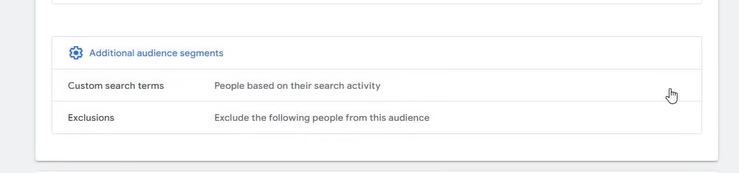 Additional audience segments
Custom search terms People based on their search activity
Exclusions Exclude the following people from this audience